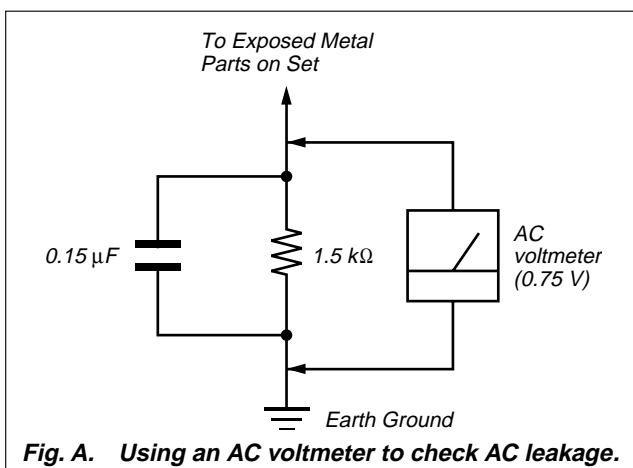 To Exposed Metal
Parts on Set
0.15 µF
1.5 kΩ
AC
voltmeter
(0.75 V)
Earth Ground
Fig. A. Using an AC voltmeter to check AC leakage.